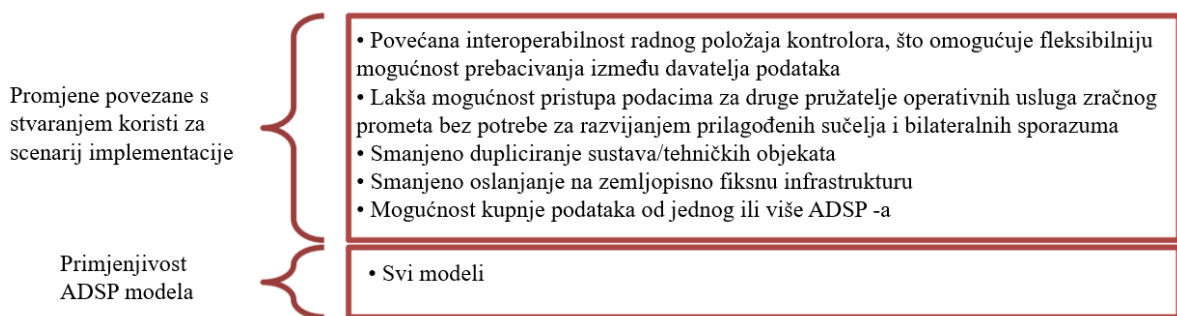 Promjene povezane s
stvaranjem koristi za
scenarij implementacije
• Povećana interoperabilnost radnog položaja kontrolora, što omogućuje fleksibilniju
mogućnost prebacivanja između davatelja podataka
• Lakša mogućnost pristupa podacima za druge pružatelje operativnih usluga zračnog
prometa bez potrebe za razvijanjem prilagođenih sučelja i bilateralnih sporazuma
• Smanjeno dupliciranje sustava/tehničkih objekata
• Smanjeno oslanjanje na zemljopisno fiksnu infrastrukturu
• Mogućnost kupnje podataka od jednog ili više ADSP -a
Primjenjivost
ADSP modela
• Svi modeli